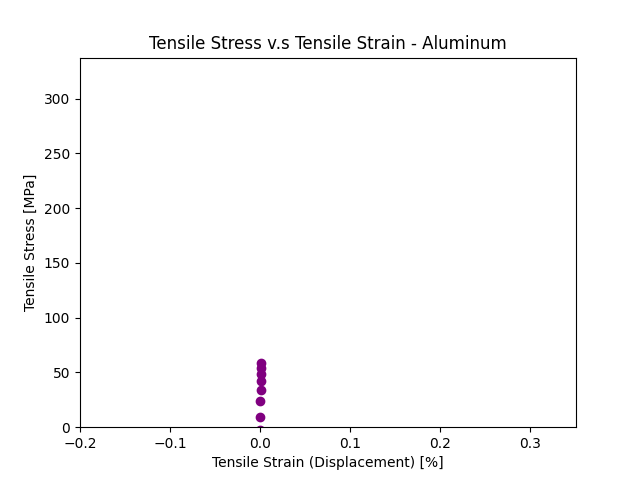 Tensile Stress v.s Tensile Strain - Aluminum
300
250
200
150
100
50
0
Tensile Stress [MPa]
−0.2 −0.1 0.0 0.1 0.2 0.3
Tensile Strain (Displacement) [%]